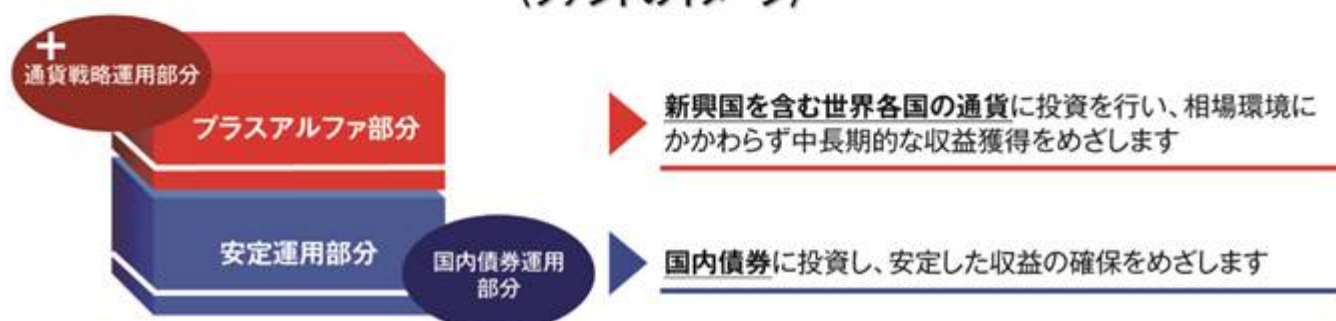 ＋
通貨戦略運用部分
プラスアルファ部分
新興国を含む世界各国の通貨に投資を行い、相場環境に
かかわらず中長期的な収益獲得をめざします
安定運用部分
国内債券運用
部分
国内債券に投資し、安定した収益の確保をめざします